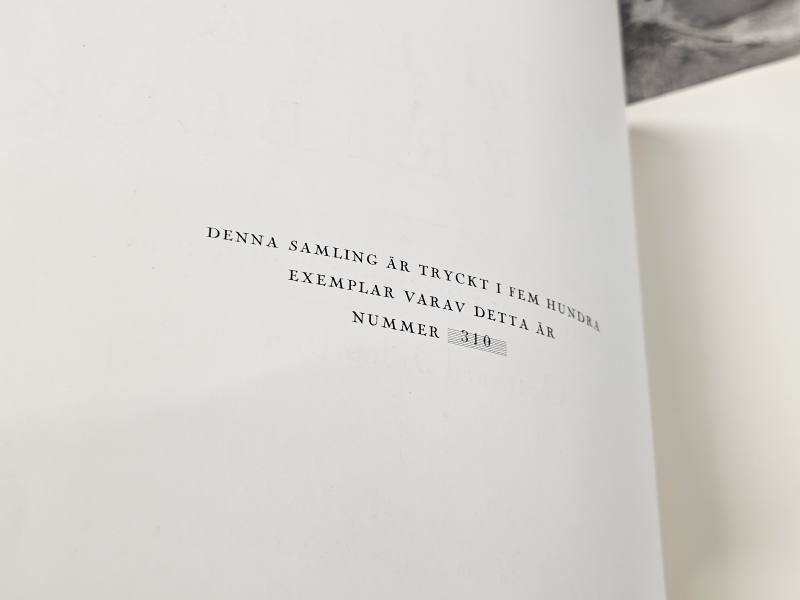 DENNA SAMLING ÄR TRYCKT I FEM HUNDRA
EXEMPLAR VARAV DETTA ÄR
NUMMER 310